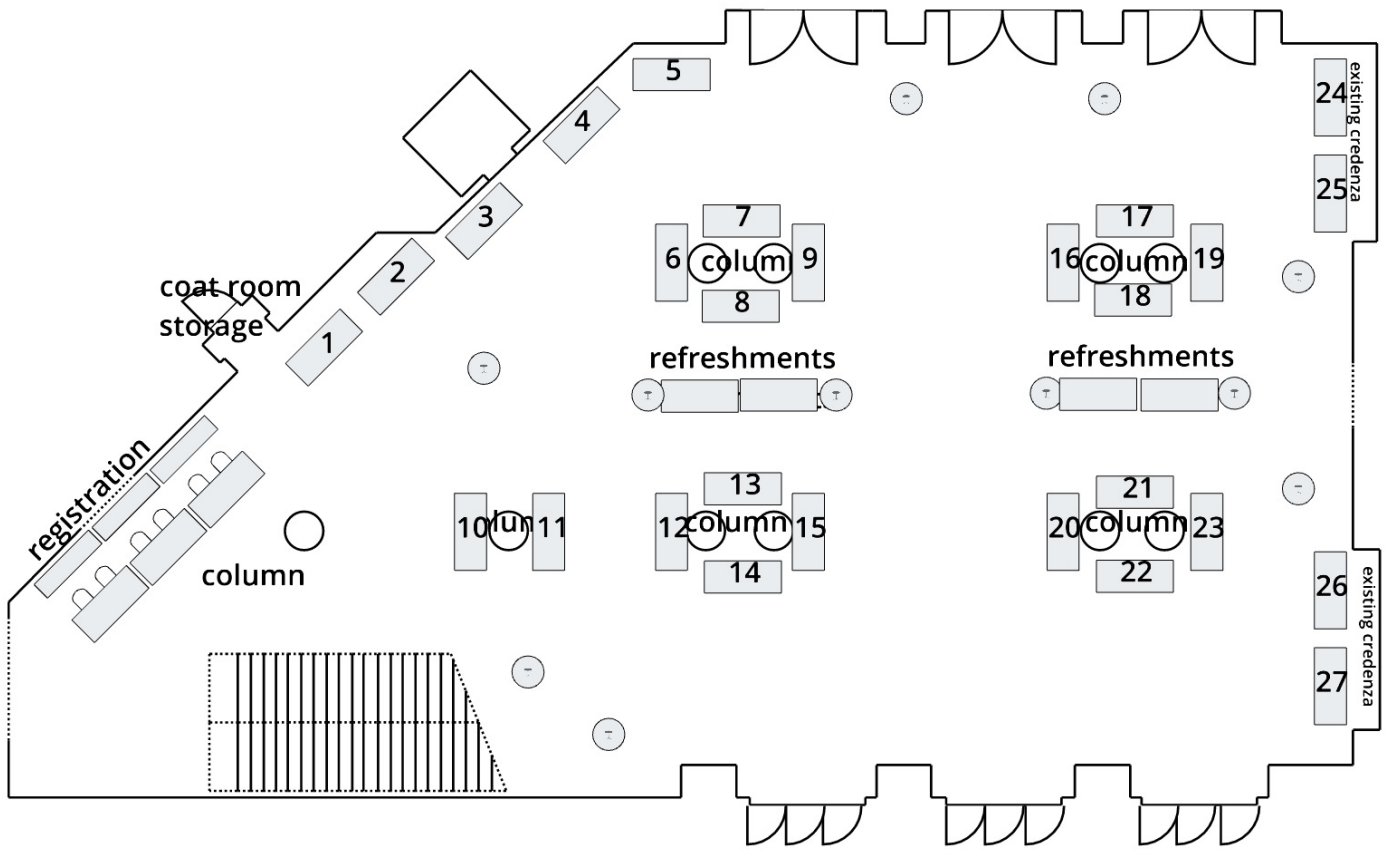 5
24
existing credenza
4
25
3
7
17
2
6
column
9
16
column
19
coat room
storage
8
18
1
refreshments
refreshments
registration
13
21
10
11
12
column
15
20
column
23
column
14
22
26
existing credenza
27